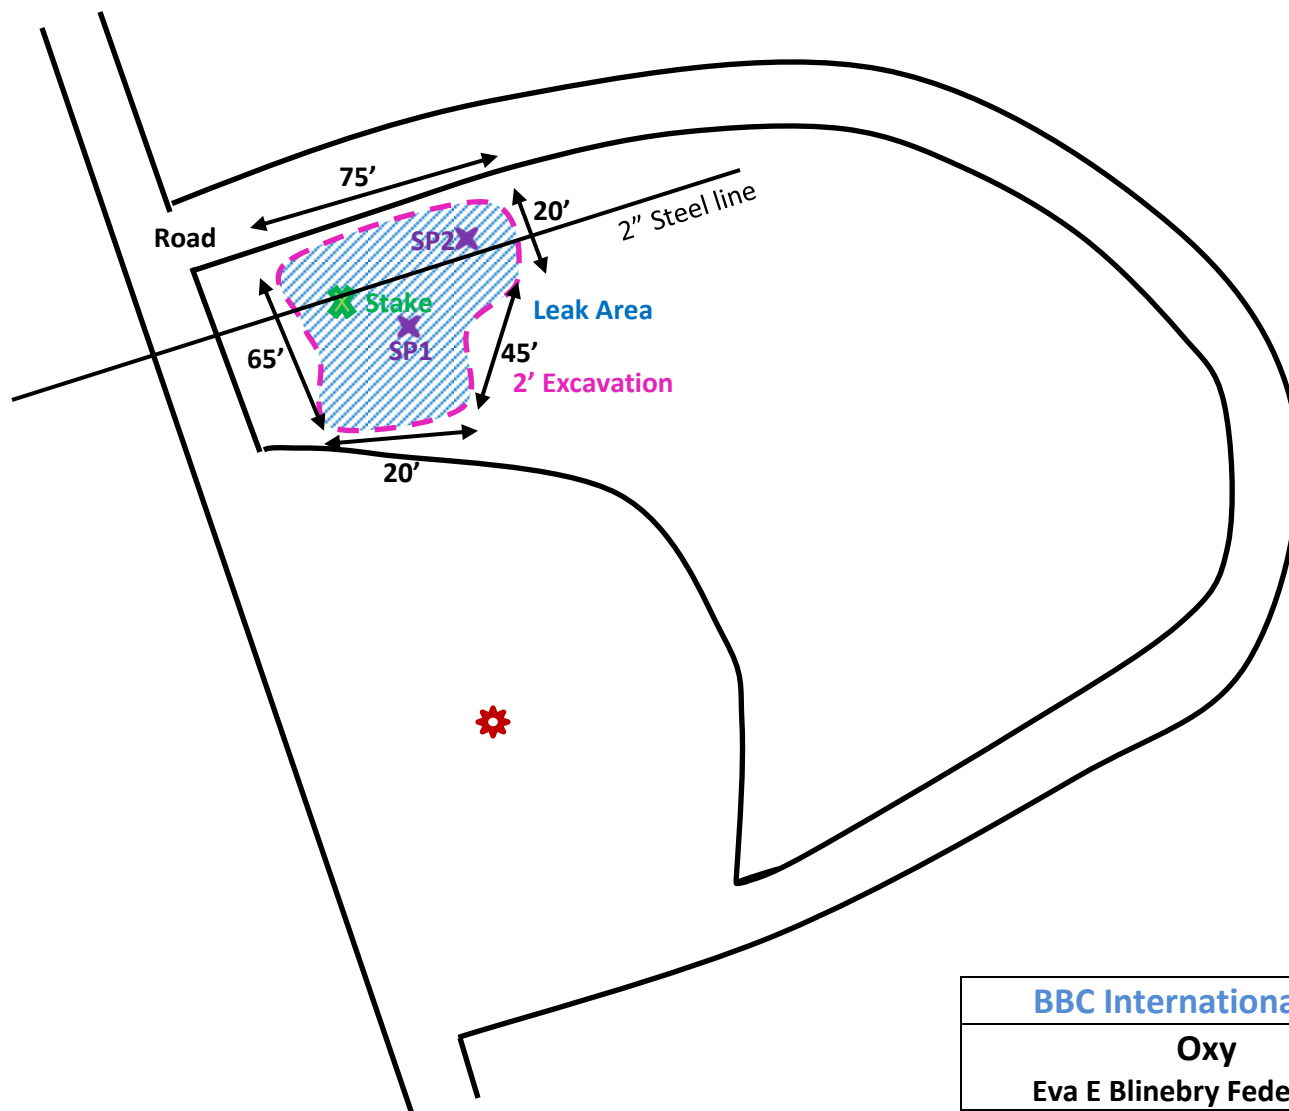 75’
20’
2” Steel line
Road
SP2
Stake
Leak Area
SP1
65’
45’
2’ Excavation
20’
BBC Internationa
Oxy
Eva E Blinebry Fede